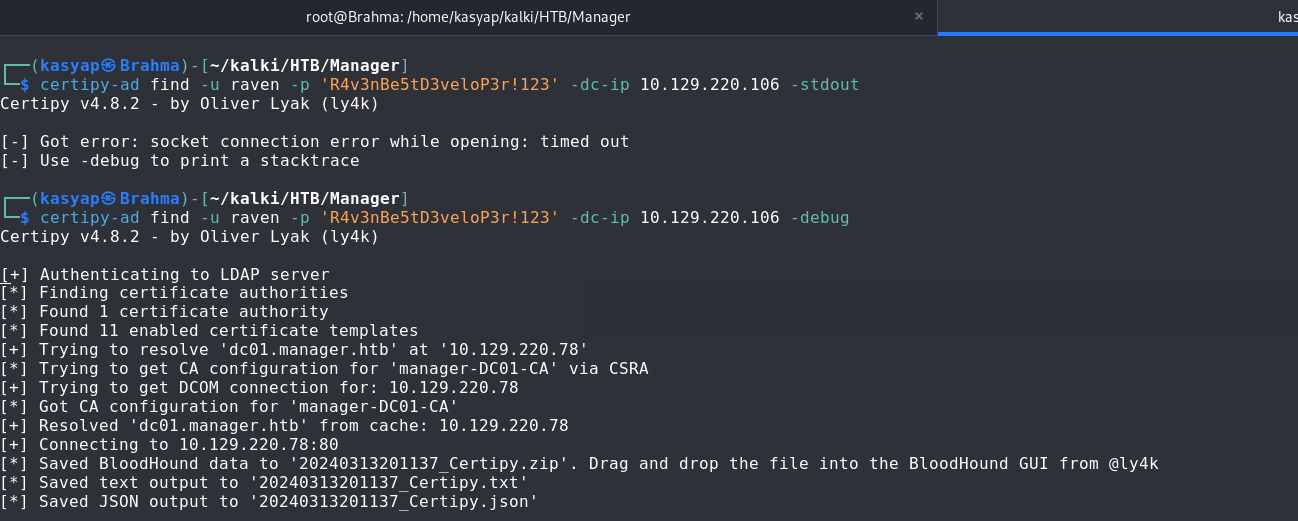 root@Brahma: /home/kasyap/kalki/HTB/Manager
×
kas
┌──(kasyap㉿Brahma)-[~/kalki/HTB/Manager]
└─$ certipy-ad find -u raven -p 'R4v3nBe5tD3veloP3r!123' -dc-ip 10.129.220.106 -stdout
Certipy v4.8.2 - by Oliver Lyak (ly4k)
[-] Got error: socket connection error while opening: timed out
[-] Use -debug to print a stacktrace
┌──(kasyap㉿Brahma)-[~/kalki/HTB/Manager]
└─$ certipy-ad find -u raven -p 'R4v3nBe5tD3veloP3r!123' -dc-ip 10.129.220.106 -debug
Certipy v4.8.2 - by Oliver Lyak (ly4k)
[+] Authenticating to LDAP server
[*] Finding certificate authorities
[*] Found 1 certificate authority
[*] Found 11 enabled certificate templates
[+] Trying to resolve 'dc01.manager.htb' at '10.129.220.78'
[*] Trying to get CA configuration for 'manager-DC01-CA' via CSRA
[+] Trying to get DCOM connection for: 10.129.220.78
[*] Got CA configuration for 'manager-DC01-CA'
[+] Resolved 'dc01.manager.htb' from cache: 10.129.220.78
[+] Connecting to 10.129.220.78:80
[*] Saved BloodHound data to '20240313201137_Certipy.zip'. Drag and drop the file into the BloodHound GUI from @ly4k
[*] Saved text output to '20240313201137_Certipy.txt'
[*] Saved JSON output to '20240313201137_Certipy.json'